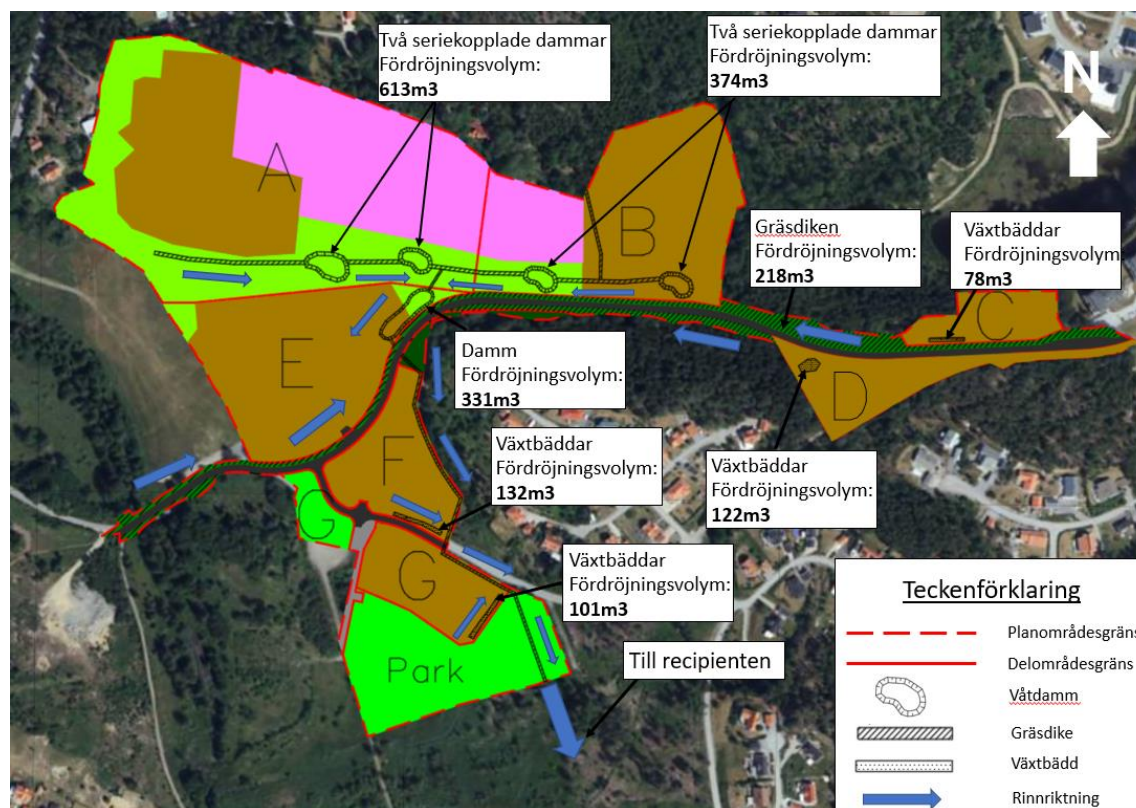 Två seriekopplade dammar
Fördröjningsvolym:
613m3
Två seriekopplade dammar
Fördröjningsvolym:
374m3
N
A
B
Gräsdiken
Fördröjningsvolym:
218m3
Växtbäddar
Fördröjningsvolym:
78m3
C
E
Damm
Fördröjningsvolym:
331m3
D
F
Växtbäddar
Fördröjningsvolym:
132m3
Växtbäddar
Fördröjningsvolym:
122m3
G
G
Växtbäddar
Fördröjningsvolym:
101m3
Park
Till recipienten
Teckenförklaring
Planområdesgräns
Delområdesgräns
Våtdamm
Gräsdike
Växtbädd
Rinnriktning